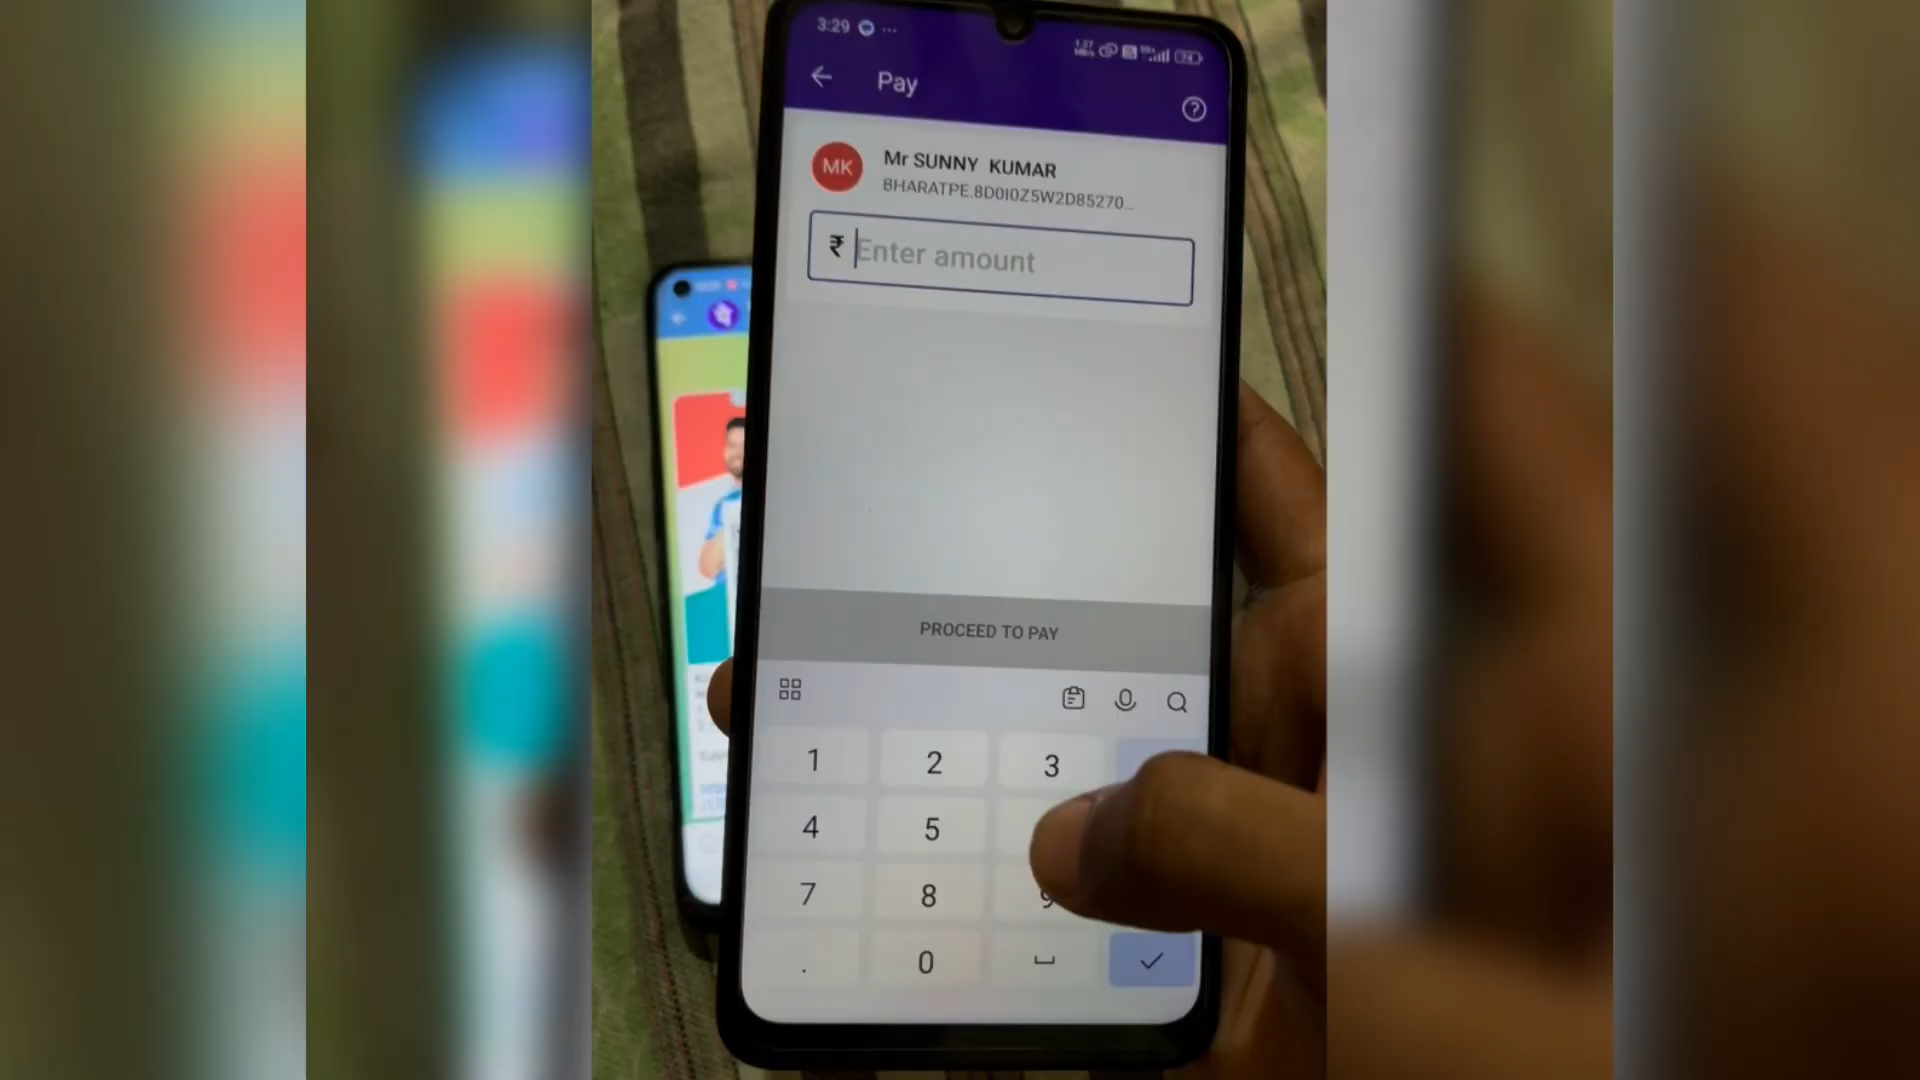 3:29
Pay
MK
Mr SUNNY KUMAR
BHARATPE.8D0I0Z5W2D85270...
₹ Enter amount
PROCEED TO PAY
1 2 3
4 5
7 8 9
. 0